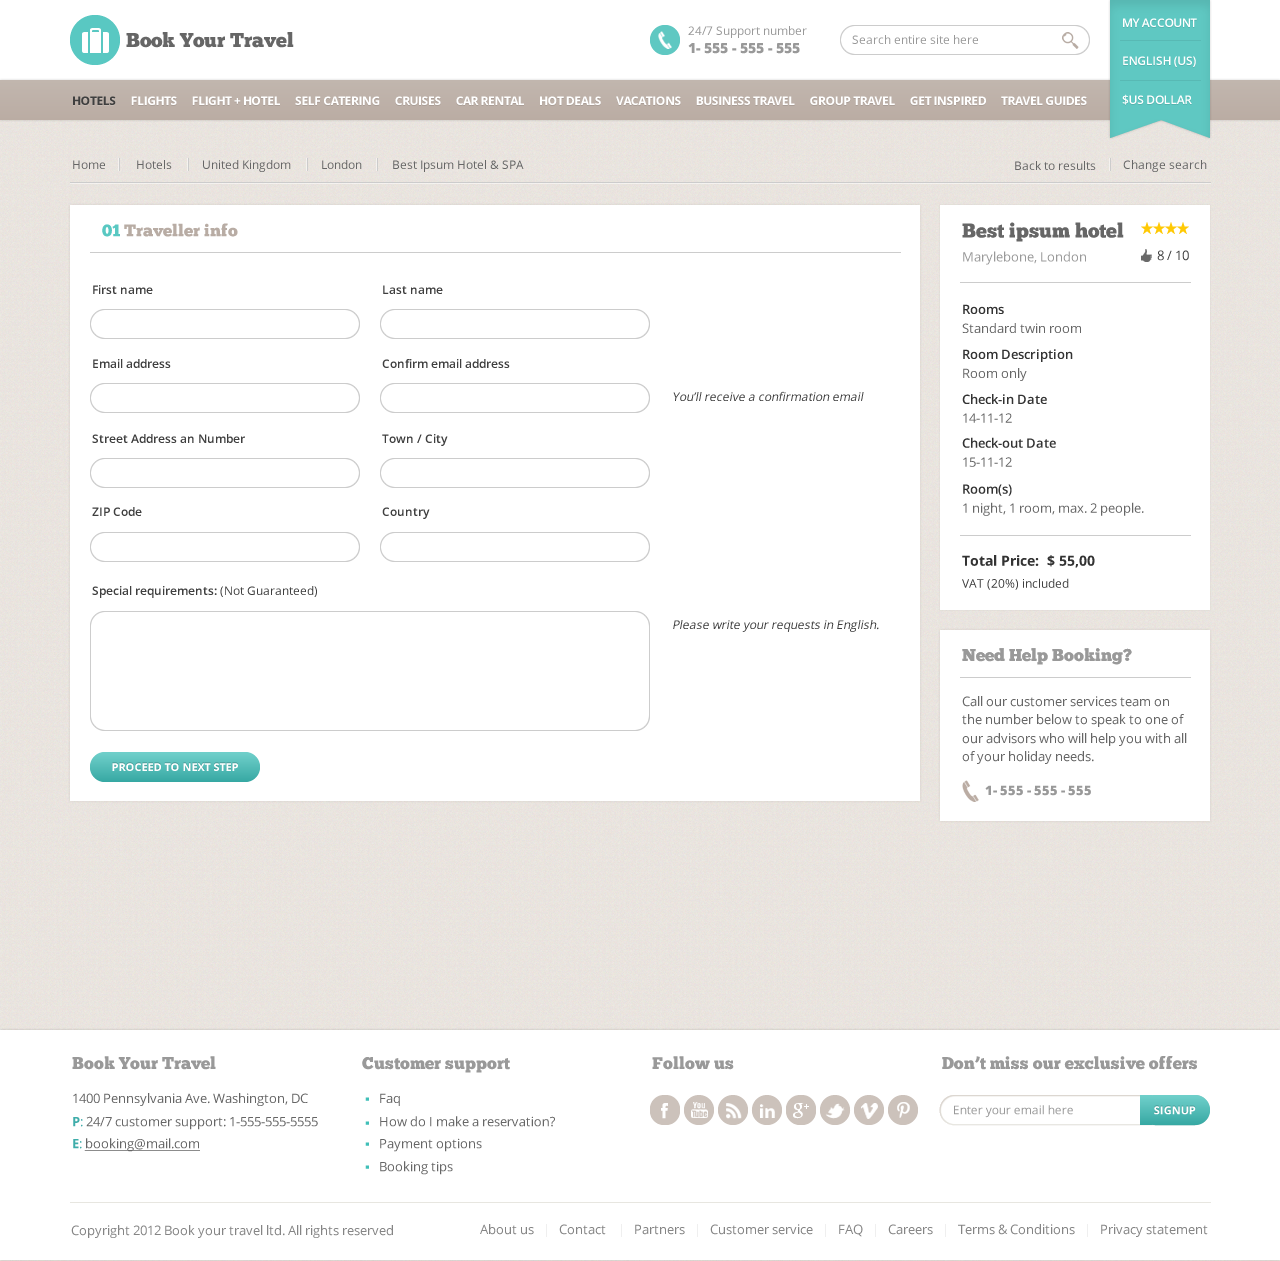 Book Your Travel
24/7 Support number
1- 555 - 555 - 555
Search entire site here
MY ACCOUNT
ENGLISH (US)
$US DOLLAR
HOTELS FLIGHTS FLIGHT + HOTEL SELF CATERING CRUISES CAR RENTAL HOT DEALS VACATIONS BUSINESS TRAVEL GROUP TRAVEL GET INSPIRED TRAVEL GUIDES
Home Hotels United Kingdom London Best Ipsum Hotel & SPA
Back to results Change search
01 Traveller info
First name Last name
Email address Confirm email address
You'll receive a confirmation email
Street Address an Number Town / City
ZIP Code Country
Special requirements: (Not Guaranteed)
Please write your requests in English.
PROCEED TO NEXT STEP
Best ipsum hotel
Marylebone, London 8 / 10
Rooms
Standard twin room
Room Description
Room only
Check-in Date
14-11-12
Check-out Date
15-11-12
Room(s)
1 night, 1 room, max. 2 people.
Total Price: $ 55,00
VAT (20%) included
Need Help Booking?
Call our customer services team on
the number below to speak to one of
our advisors who will help you with all
of your holiday needs.
1- 555 - 555 - 555
Book Your Travel
1400 Pennsylvania Ave. Washington, DC
P: 24/7 customer support: 1-555-555-5555
E: booking@mail.com
Customer support
Faq
How do I make a reservation?
Payment options
Booking tips
Follow us
f You Tube in g+
Don't miss our exclusive offers
Enter your email here SIGNUP
Copyright 2012 Book your travel ltd. All rights reserved
About us Contact Partners Customer service FAQ Careers Terms & Conditions Privacy statement